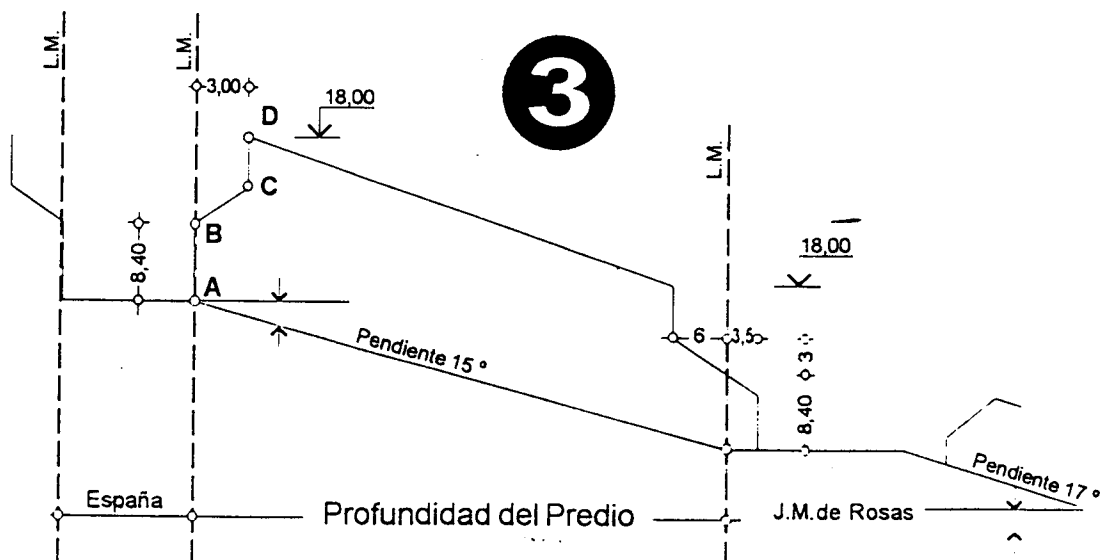 L.M.
L.M.
3,00
D
18,00
3
L.M.
C
B
8,40
A
18,00
6
3,5
3
8,40
Pendiente 15 º
Pendiente 17 º
España
Profundidad del Predio
J.M. de Rosas